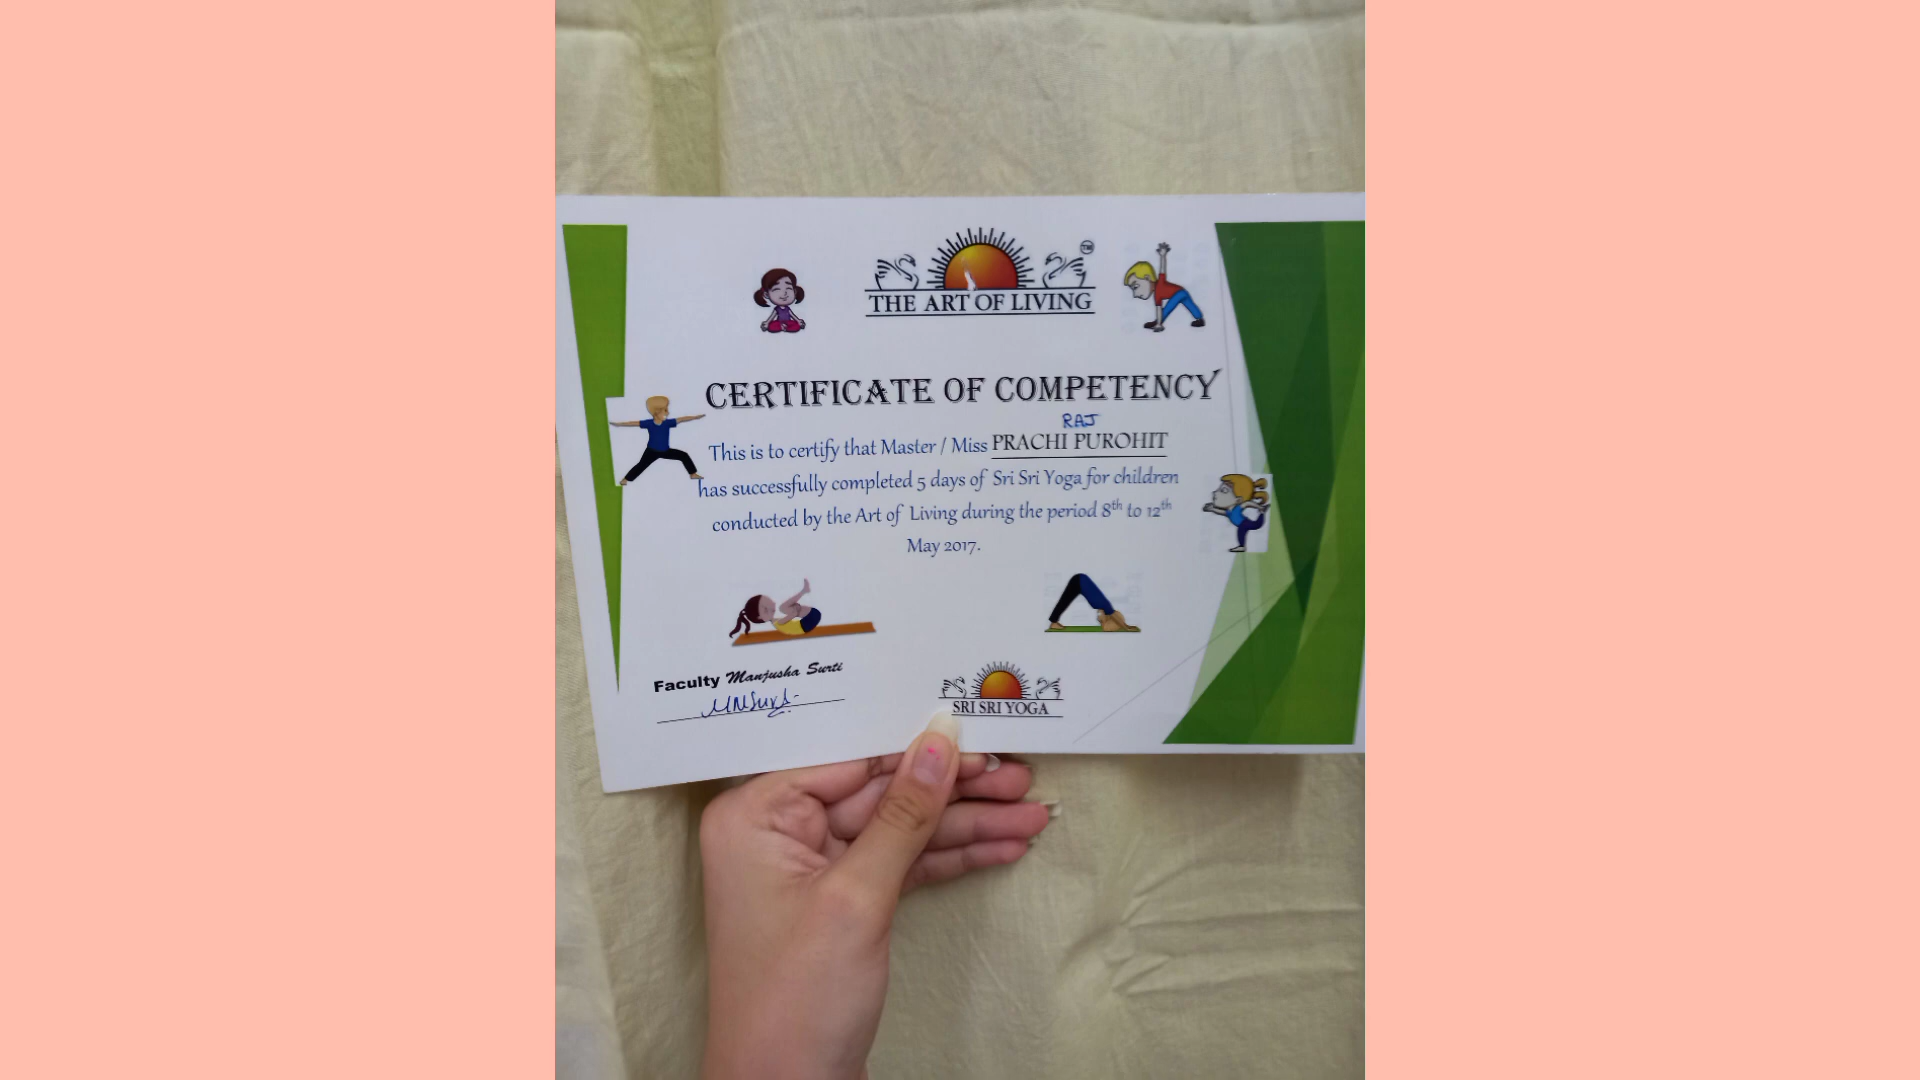 TM
THE ART OF LIVING
CERTIFICATE OF COMPETENCY
RAJ
This is to certify that Master / Miss PRACHI PUROHIT
has successfully completed 5 days of Sri Sri Yoga for children
conducted by the Art of Living during the period 8th to 12th
May 2017.
Faculty Manjusha Surti
SRI SRI YOGA